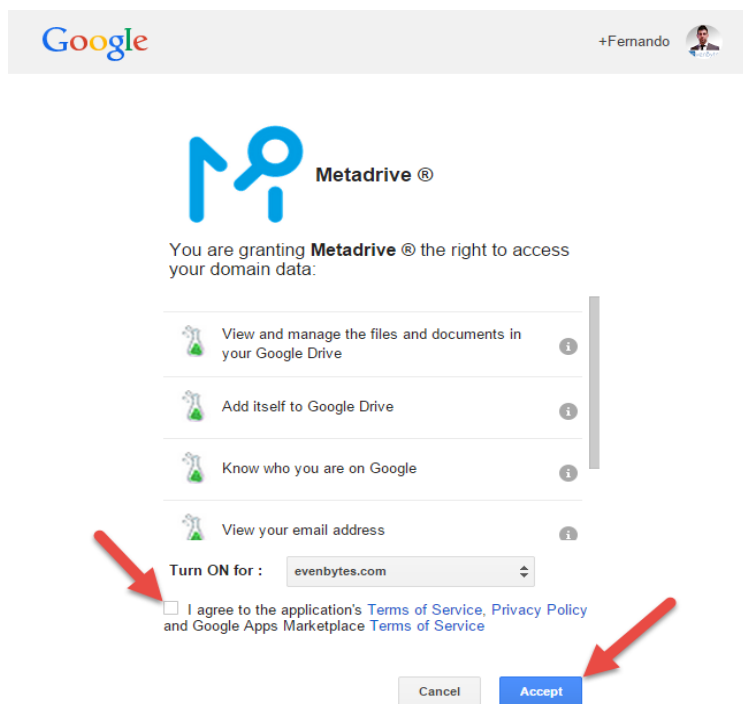 Google
+Fernando
Metadrive ®
You are granting Metadrive ® the right to access
your domain data:
View and manage the files and documents in
your Google Drive
Add itself to Google Drive
Know who you are on Google
View your email address
Turn ON for :
evenbytes.com
I agree to the application's Terms of Service, Privacy Policy
and Google Apps Marketplace Terms of Service
Cancel
Accept